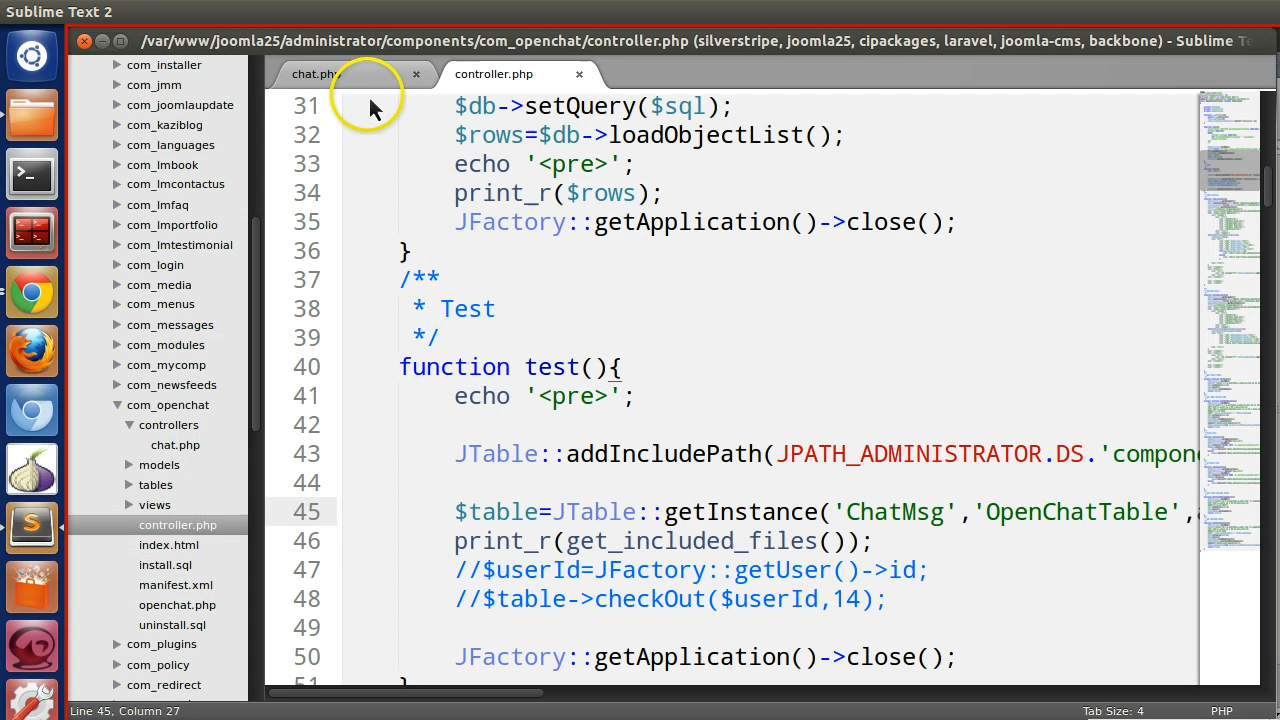 Sublime Text 2
/var/www/joomla25/administrator/components/com_openchat/controller.php (silvestripe, joomla25, cipackages, laravel, joomla-cms, backbone) - Sublime Te
com_installer
com_jmm
com_joomlaupdate
com_kaziblog
com_languages
com_lmbook
com_lmcontactus
com_lmfaq
com_lmportfolio
com_lmtestimonial
com_login
com_media
com_menus
com_messages
com_modules
com_mycomp
com_newsfeeds
com_openchat
controllers
chat.php
models
tables
views
controller.php
index.html
install.sql
manifest.xml
openchat.php
uninstall.sql
com_plugins
com_policy
com_redirect
chat.php × controller.php ×
31 $db->setQuery($sql);
32 $rows=$db->loadObjectList();
33 echo '<pre>';
34 print_r($rows);
35 JFactory::getApplication()->close();
36 }
37 /**
38 * Test
39 */
40 function test(){
41 echo '<pre>';
42
43 JTable::addIncludePath(JPATH_ADMINISTRATOR.DS.'compon
44
45 $table=JTable::getInstance('ChatMsg','OpenChatTable',a
46 print_r(get_included_files());
47 //$userId=JFactory::getUser()->id;
48 //$table->checkOut($userId,14);
49
50 JFactory::getApplication()->close();
51 }
Line 45, Column 27
Tab Size: 4
PHP